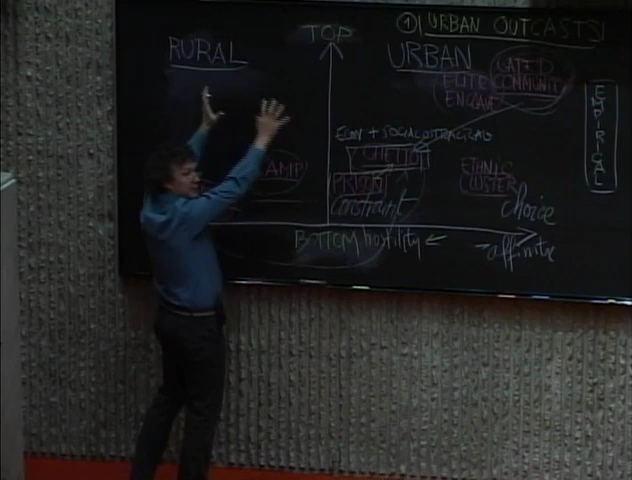 ① URBAN OUTCASTS
TOP
RURAL
URBAN
GATED
COMMUNITY
ELITE
ENCLAVE
EMPIRICAL
ECON + SOCIAL
GHETTO
ETHNIC
CLUSTER
CAMP
PRISON
constraint
choice
BOTTOM hostility ← → affinity